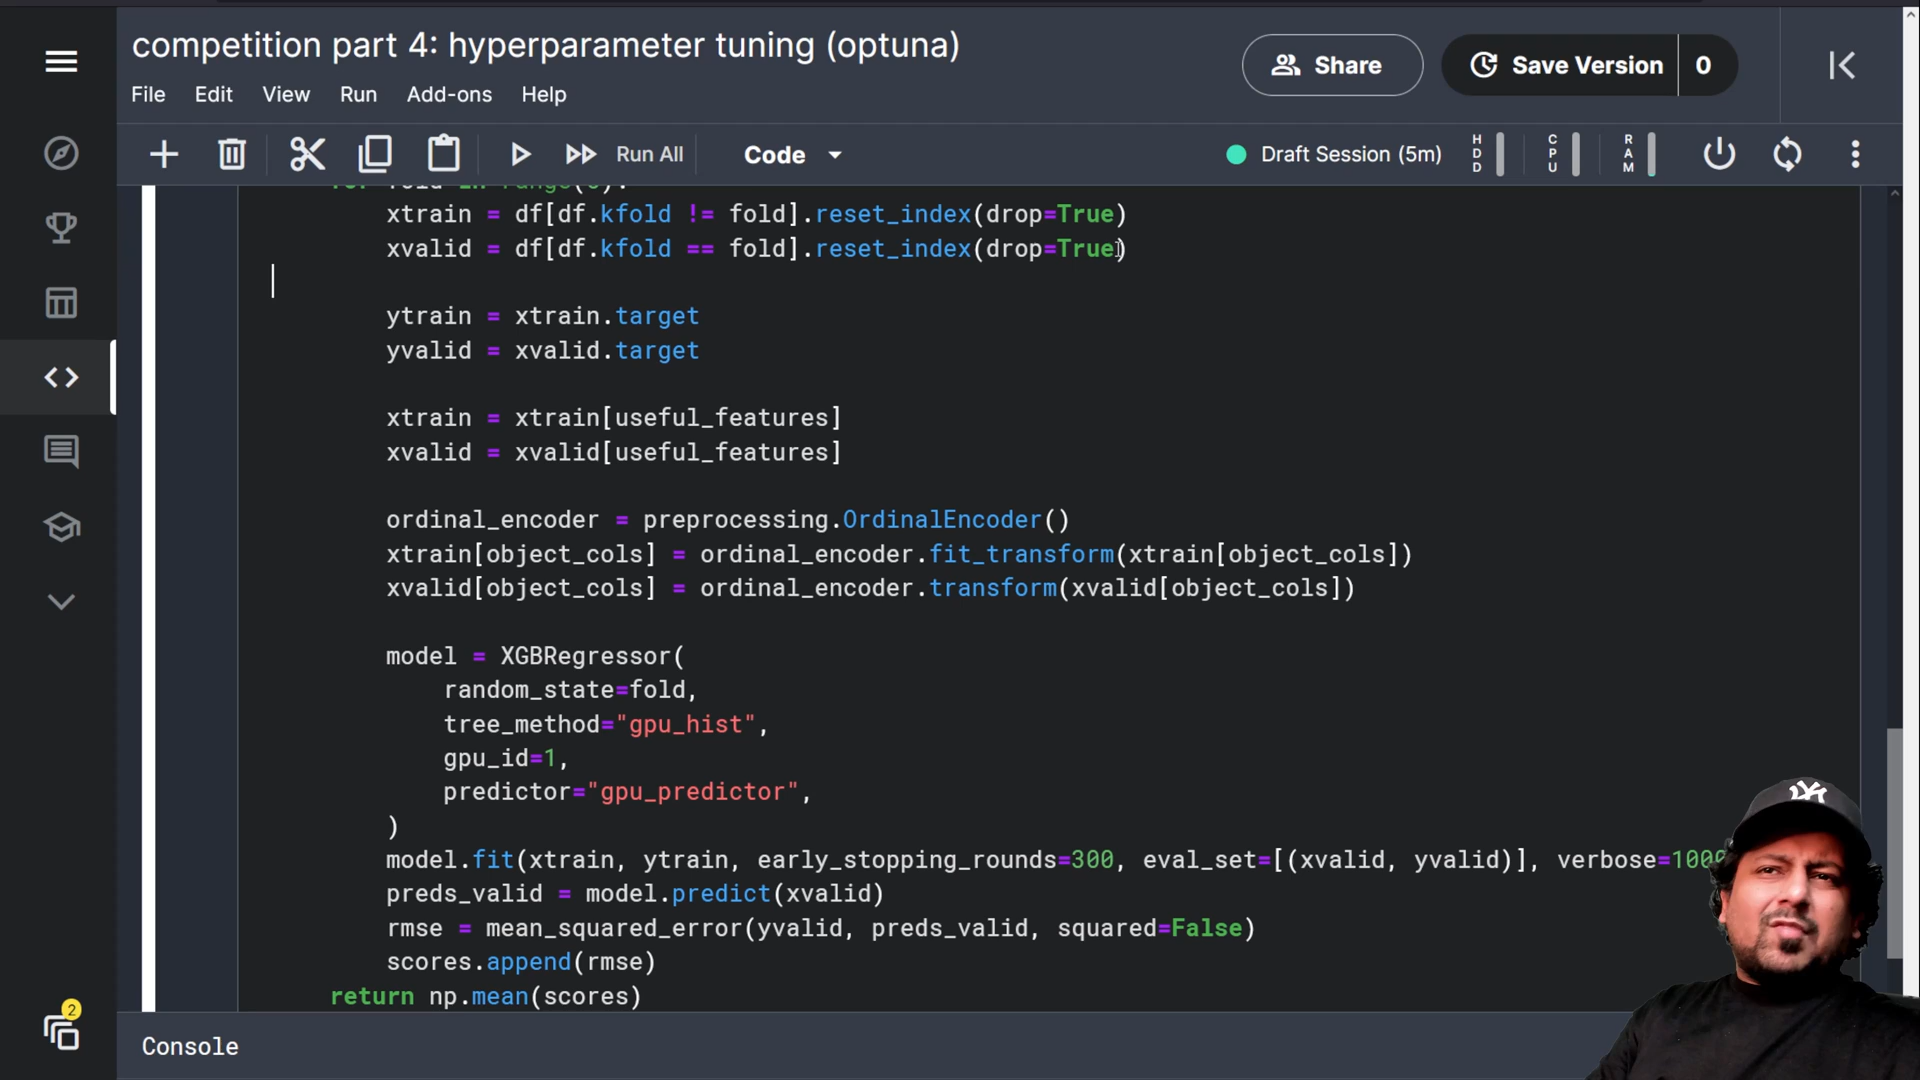 competition part 4: hyperparameter tuning (optuna)
Share
Save Version
0
File Edit View Run Add-ons Help
Run All
Code
Draft Session (5m)
HDD
CPU
RAM
xtrain = df[df.kfold != fold].reset_index(drop=True)
xvalid = df[df.kfold == fold].reset_index(drop=True)
ytrain = xtrain.target
yvalid = xvalid.target
xtrain = xtrain[useful_features]
xvalid = xvalid[useful_features]
ordinal_encoder = preprocessing.OrdinalEncoder()
xtrain[object_cols] = ordinal_encoder.fit_transform(xtrain[object_cols])
xvalid[object_cols] = ordinal_encoder.transform(xvalid[object_cols])
model = XGBRegressor(
random_state=fold,
tree_method="gpu_hist",
gpu_id=1,
predictor="gpu_predictor",
)
model.fit(xtrain, ytrain, early_stopping_rounds=300, eval_set=[(xvalid, yvalid)], verbose=1000
preds_valid = model.predict(xvalid)
rmse = mean_squared_error(yvalid, preds_valid, squared=False)
scores.append(rmse)
return np.mean(scores)
2
Console